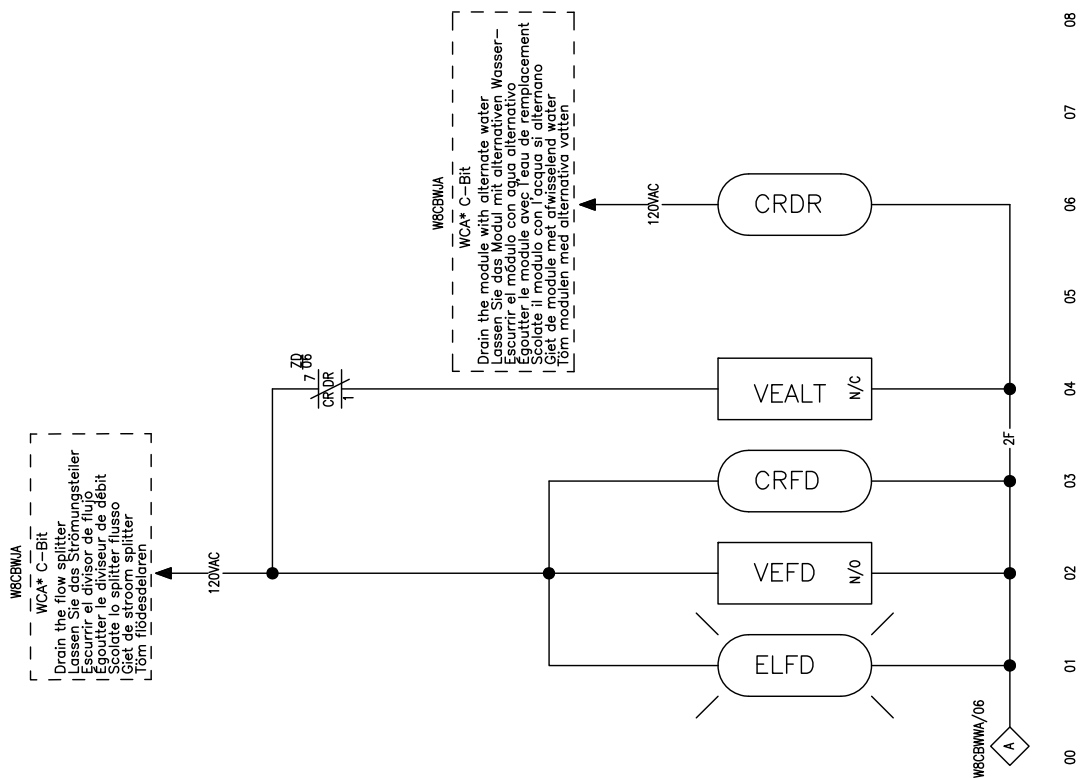 W8CBWJA
WCA* C-Bit
Drain the flow splitter
Lassen Sie das Strömungsteiler
Escurrir el divisor de flujo
Égoutter le diviseur de débit
Scolate lo splitter flusso
Giet de stroom splitter
Töm flödesdelaren
120VAC
W8CBWJA
WCA* C-Bit
Drain the module with alternate water
Lassen Sie das Modul mit alternativen Wasser-
Escurrir el módulo con agua alternativo
Égoutter le module avec l'eau de remplacement
Scolate il modulo con l'acqua si alternano
Giet de module met afwisselend water
Töm modulen med alternativa vatten
120VAC
ZD
06
7
CRDR
1
ELFD
VEFD
N/O
CRFD
VEALT
N/C
CRDR
2F
W8CBWWA/06
A
00
01
02
03
04
05
06
07
08